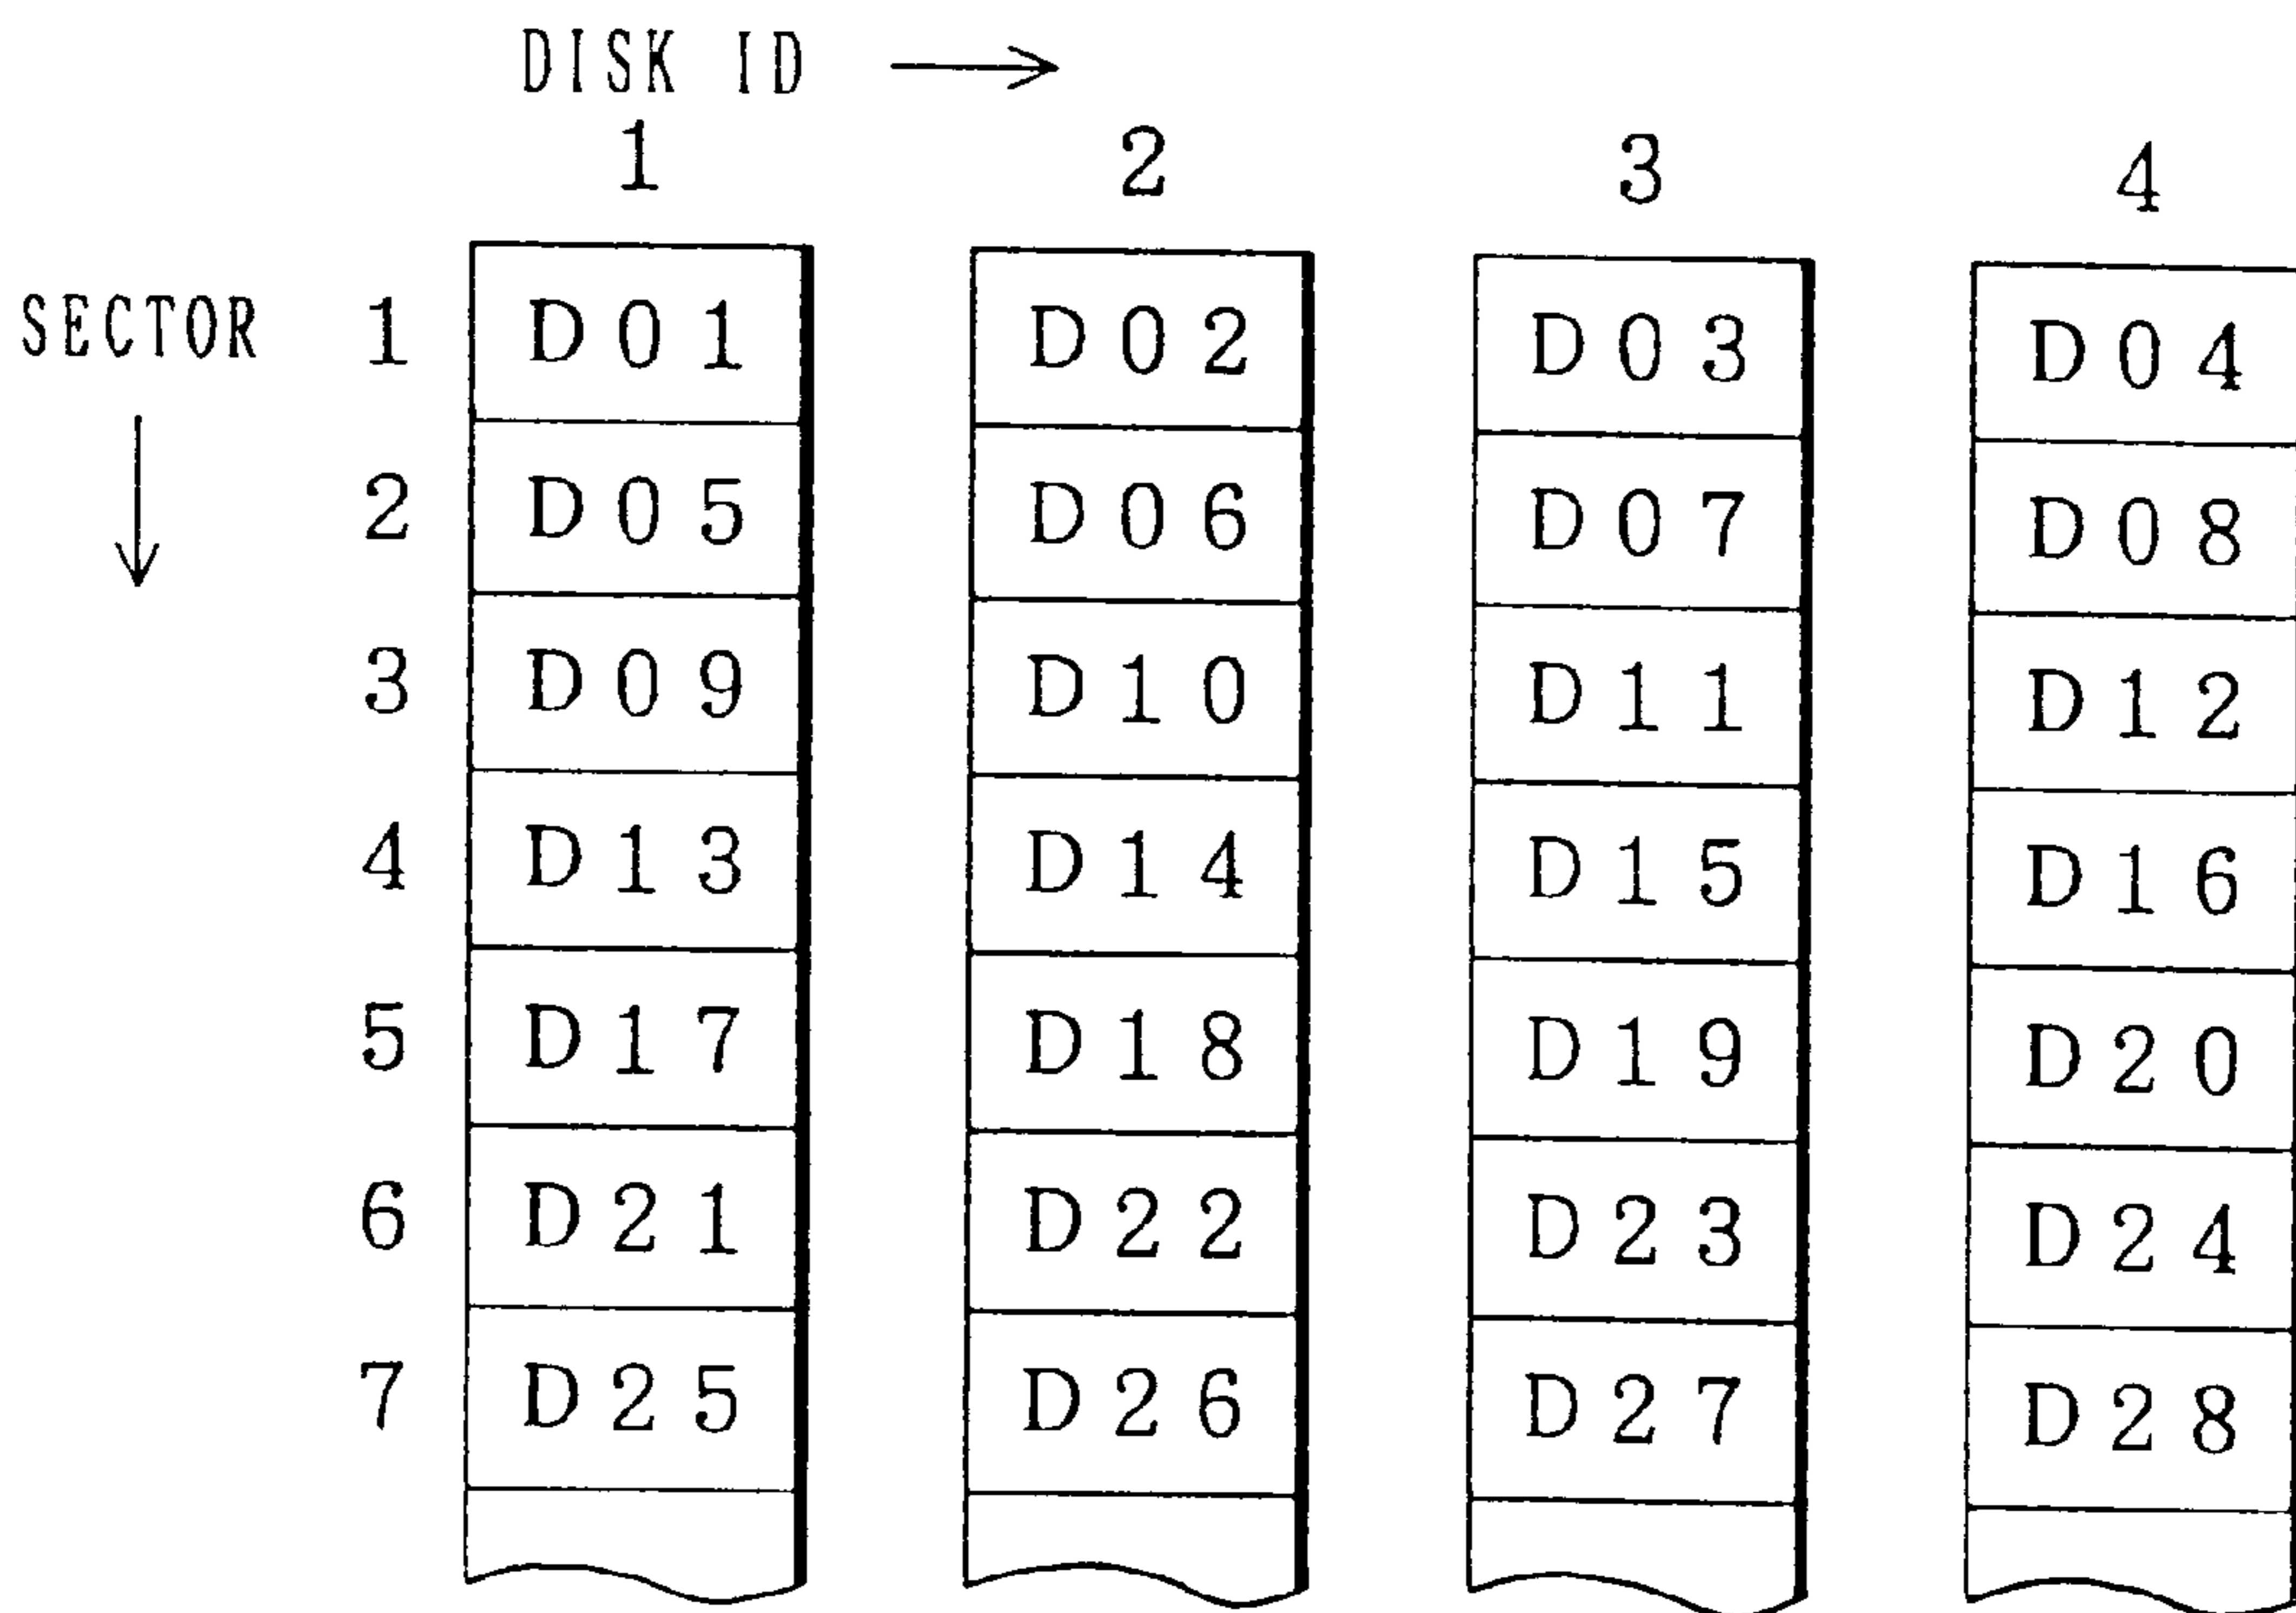 DISK ID
1 2 3 4
SECTOR 1 D01 D02 D03 D04
2 D05 D06 D07 D08
3 D09 D10 D11 D12
4 D13 D14 D15 D16
5 D17 D18 D19 D20
6 D21 D22 D23 D24
7 D25 D26 D27 D28